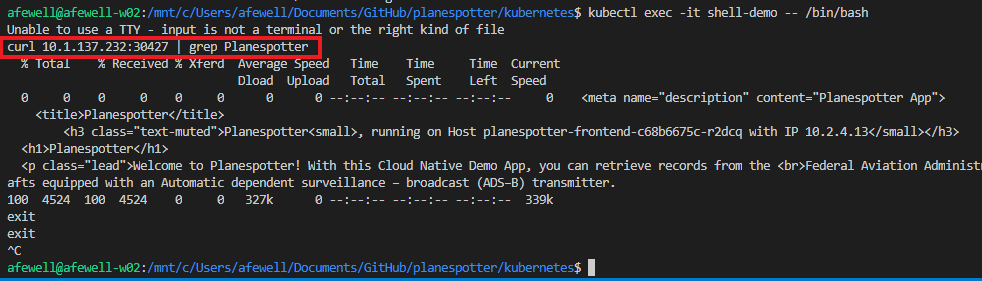 afewell@afewell-w02:/mnt/c/Users/afewell/Documents/GitHub/planespotter/kubernetes$ kubectl exec -it shell-demo -- /bin/bash
Unable to use a TTY - input is not a terminal or the right kind of file
curl 10.1.137.232:30427 | grep Planespotter
  % Total    % Received % Xferd  Average Speed   Time    Time     Time  Current
                                 Dload  Upload   Total   Spent    Left  Speed
  0     0    0     0    0     0      0      0 --:--:-- --:--:-- --:--:--     0    <meta name="description" content="Planespotter App">
    <title>Planespotter</title>
        <h3 class="text-muted">Planespotter<small>, running on Host planespotter-frontend-c68b6675c-r2dcq with IP 10.2.4.13</small></h3>
  <h1>Planespotter</h1>
  <p class="lead">Welcome to Planespotter! With this Cloud Native Demo App, you can retrieve records from the <br>Federal Aviation Administ
afts equipped with an Automatic dependent surveillance – broadcast (ADS–B) transmitter.
100  4524  100  4524    0     0   327k      0 --:--:-- --:--:-- --:--:--  339k
exit
exit
^C
afewell@afewell-w02:/mnt/c/Users/afewell/Documents/GitHub/planespotter/kubernetes$